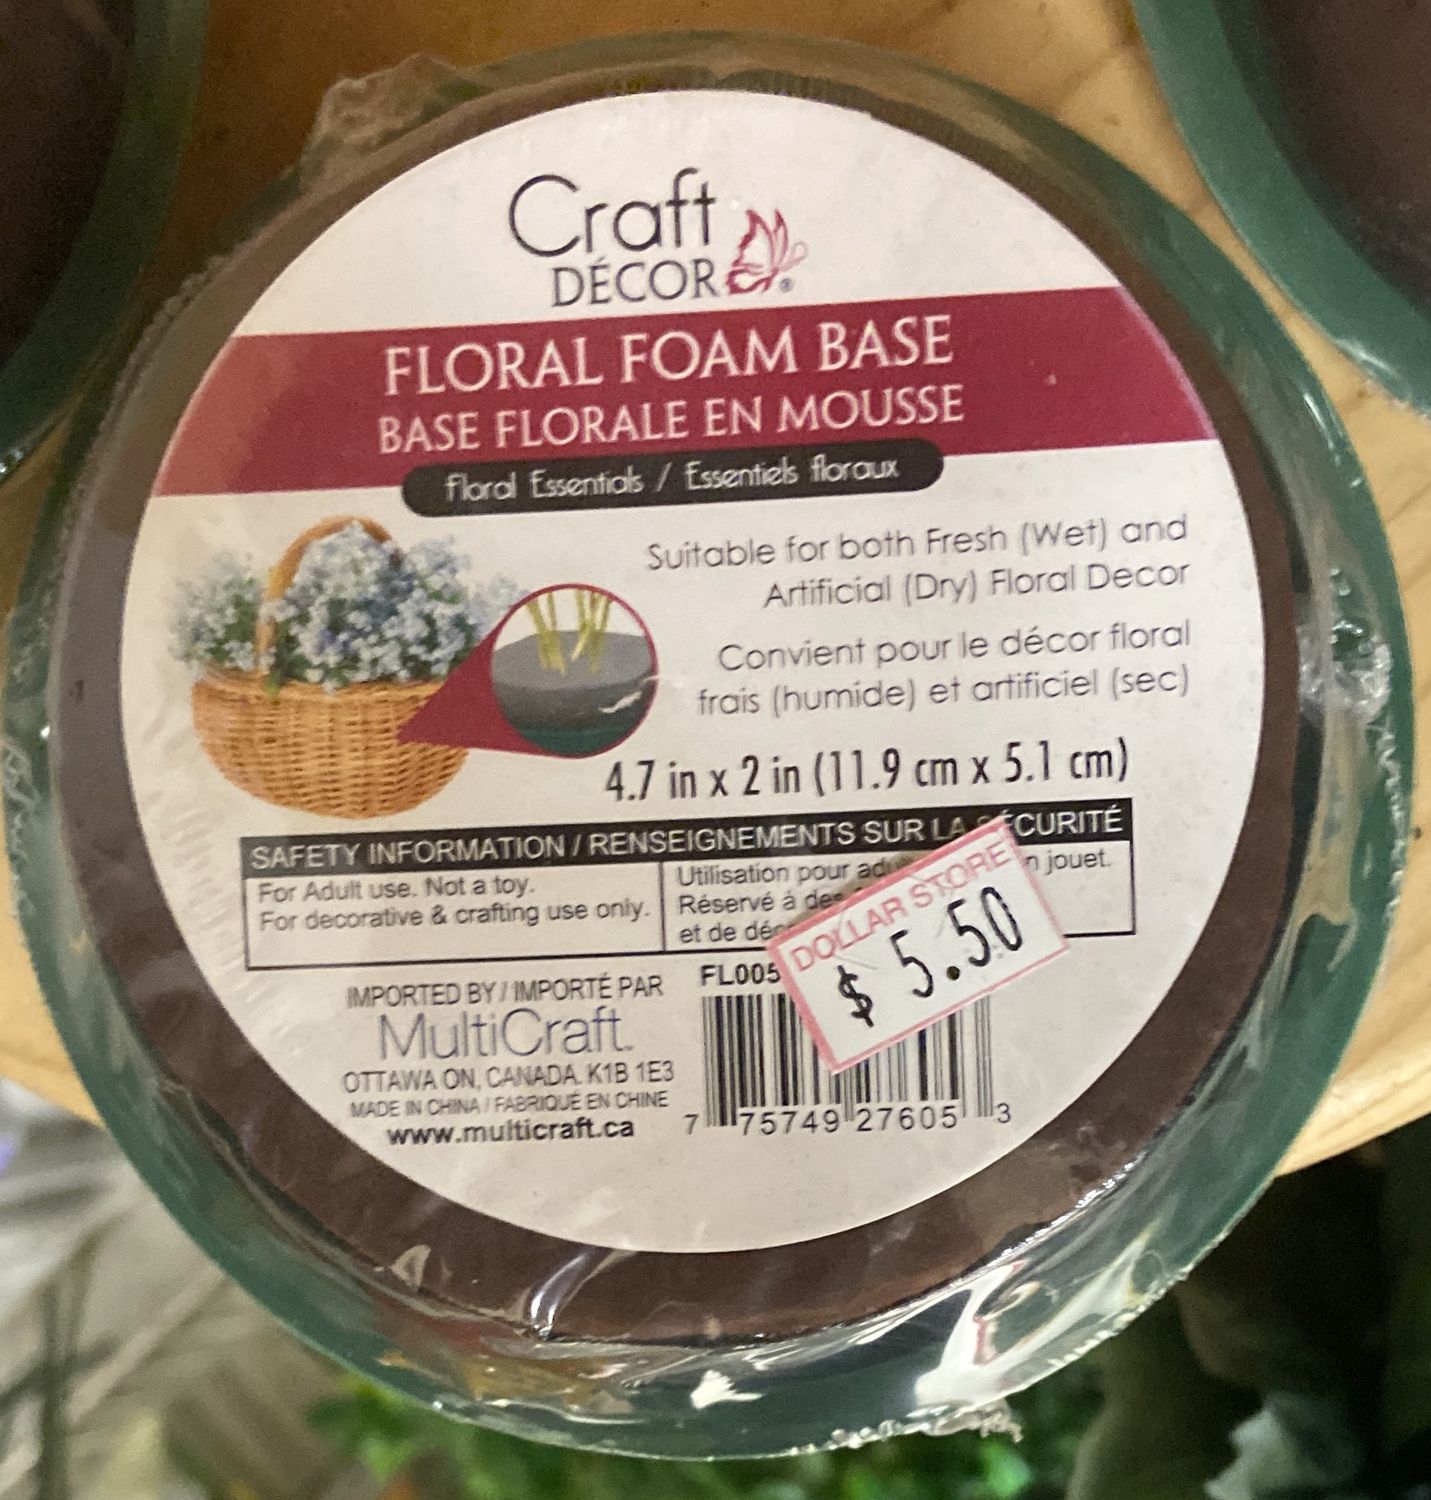 Craft
DÉCOR®
FLORAL FOAM BASE
BASE FLORALE EN MOUSSE
Floral Essentials / Essentiels floraux
Suitable for both Fresh (Wet) and
Artificial (Dry) Floral Decor
Convient pour le décor floral
frais (humide) et artificiel (sec)
4.7 in x 2 in (11.9 cm x 5.1 cm)
SAFETY INFORMATION / RENSEIGNEMENTS SUR LA SÉCURITÉ
For Adult use. Not a toy.
For decorative & crafting use only.
Utilisation pour jouet.
Réservé à des
et de
DOLLAR STORE
$ 5.50
IMPORTED BY / IMPORTÉ PAR
MultiCraft.
OTTAWA ON, CANADA K1B 1E3
MADE IN CHINA / FABRIQUÉ EN CHINE
www.multicraft.ca
FL005
7 75749 27605 3